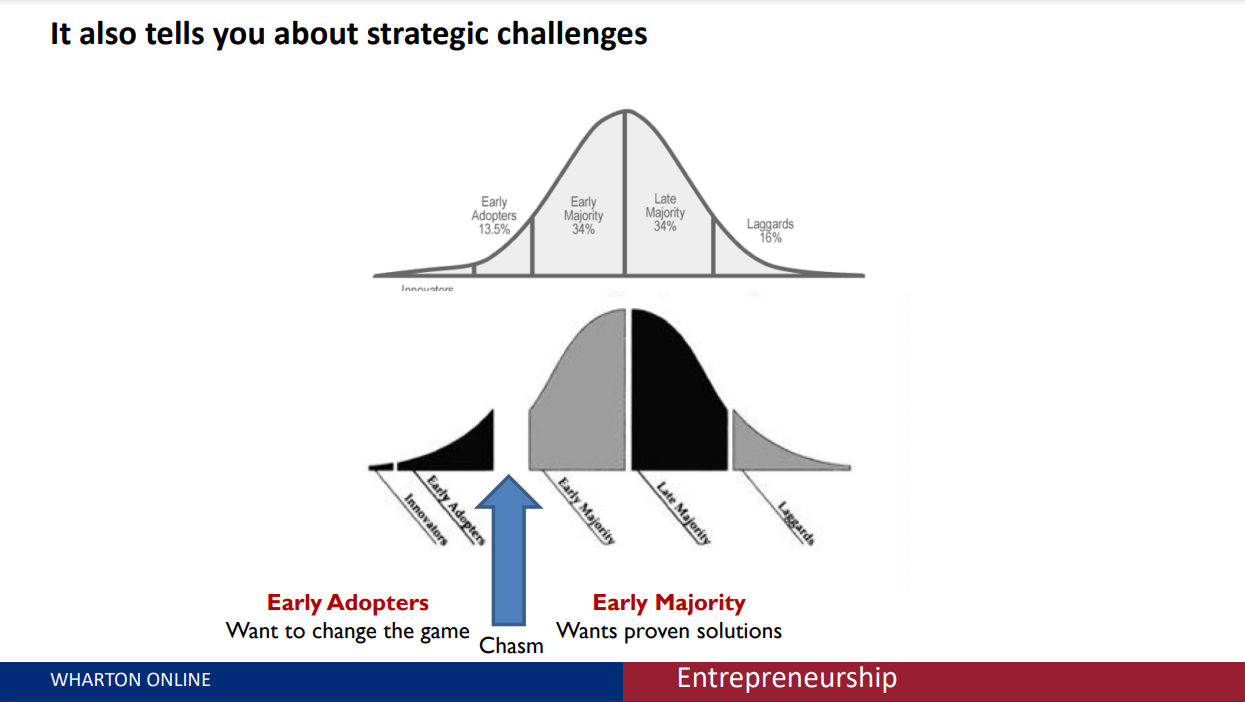 It also tells you about strategic challenges
Early
Adopters
13.5%
Early
Majority
34%
Late
Majority
34%
Laggards
16%
Innovators
Innovators
Early Adopters
Early Majority
Late Majority
Laggards
Early Adopters
Want to change the game
Chasm
Early Majority
Wants proven solutions
WHARTON ONLINE
Entrepreneurship